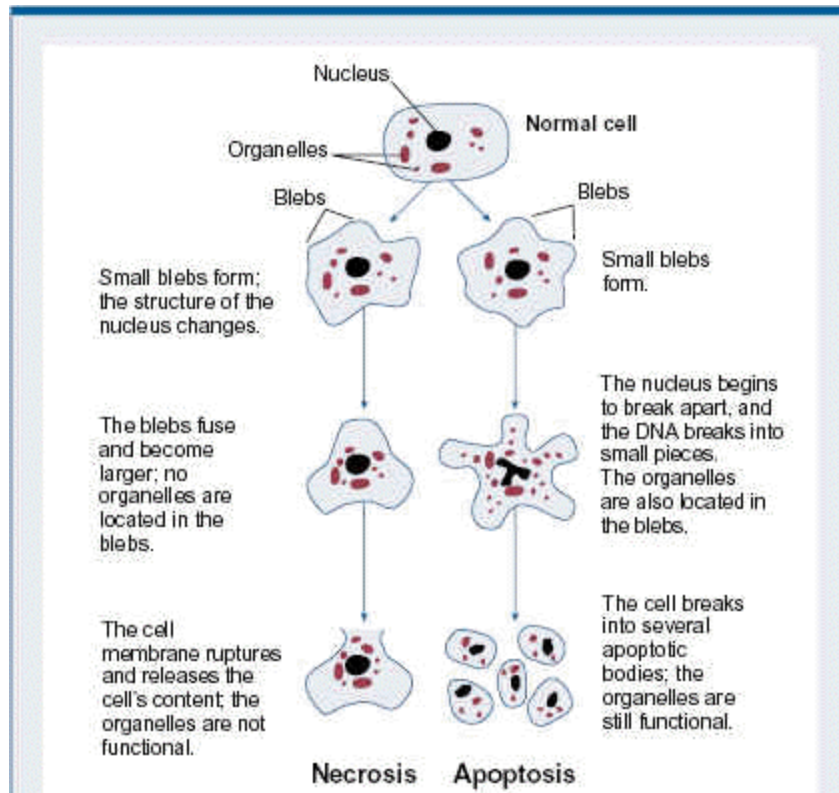 Nucleus
Normal cell
Organelles
Blebs
Blebs
Small blebs form;
the structure of the
nucleus changes.
Small blebs
form.
The blebs fuse
and become
larger; no
organelles are
located in the
blebs.
The nucleus begins
to break apart, and
the DNA breaks into
small pieces.
The organelles
are also located in
the blebs.
The cell
membrane ruptures
and releases the
cell's content; the
organelles are not
functional.
The cell breaks
into several
apoptotic
bodies; the
organelles are
still functional.
Necrosis
Apoptosis